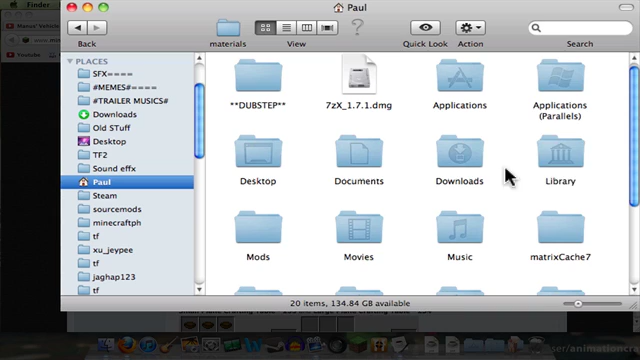 Finder
Paul
Back
materials
View
Quick Look
Action
Search
PLACES
SFX====
#MEMES#====
#TRAILER MUSICS#
Downloads
Old STuff
Desktop
TF2
Sound effx
Paul
Steam
sourcemods
minecraftph
tf
xu_jeypee
tf
jaghap123
tf
**DUBSTEP**
7zX_1.7.1.dmg
Applications
Applications
(Parallels)
Desktop
Documents
Downloads
Library
Mods
Movies
Music
matrixCache7
20 items, 134.84 GB available